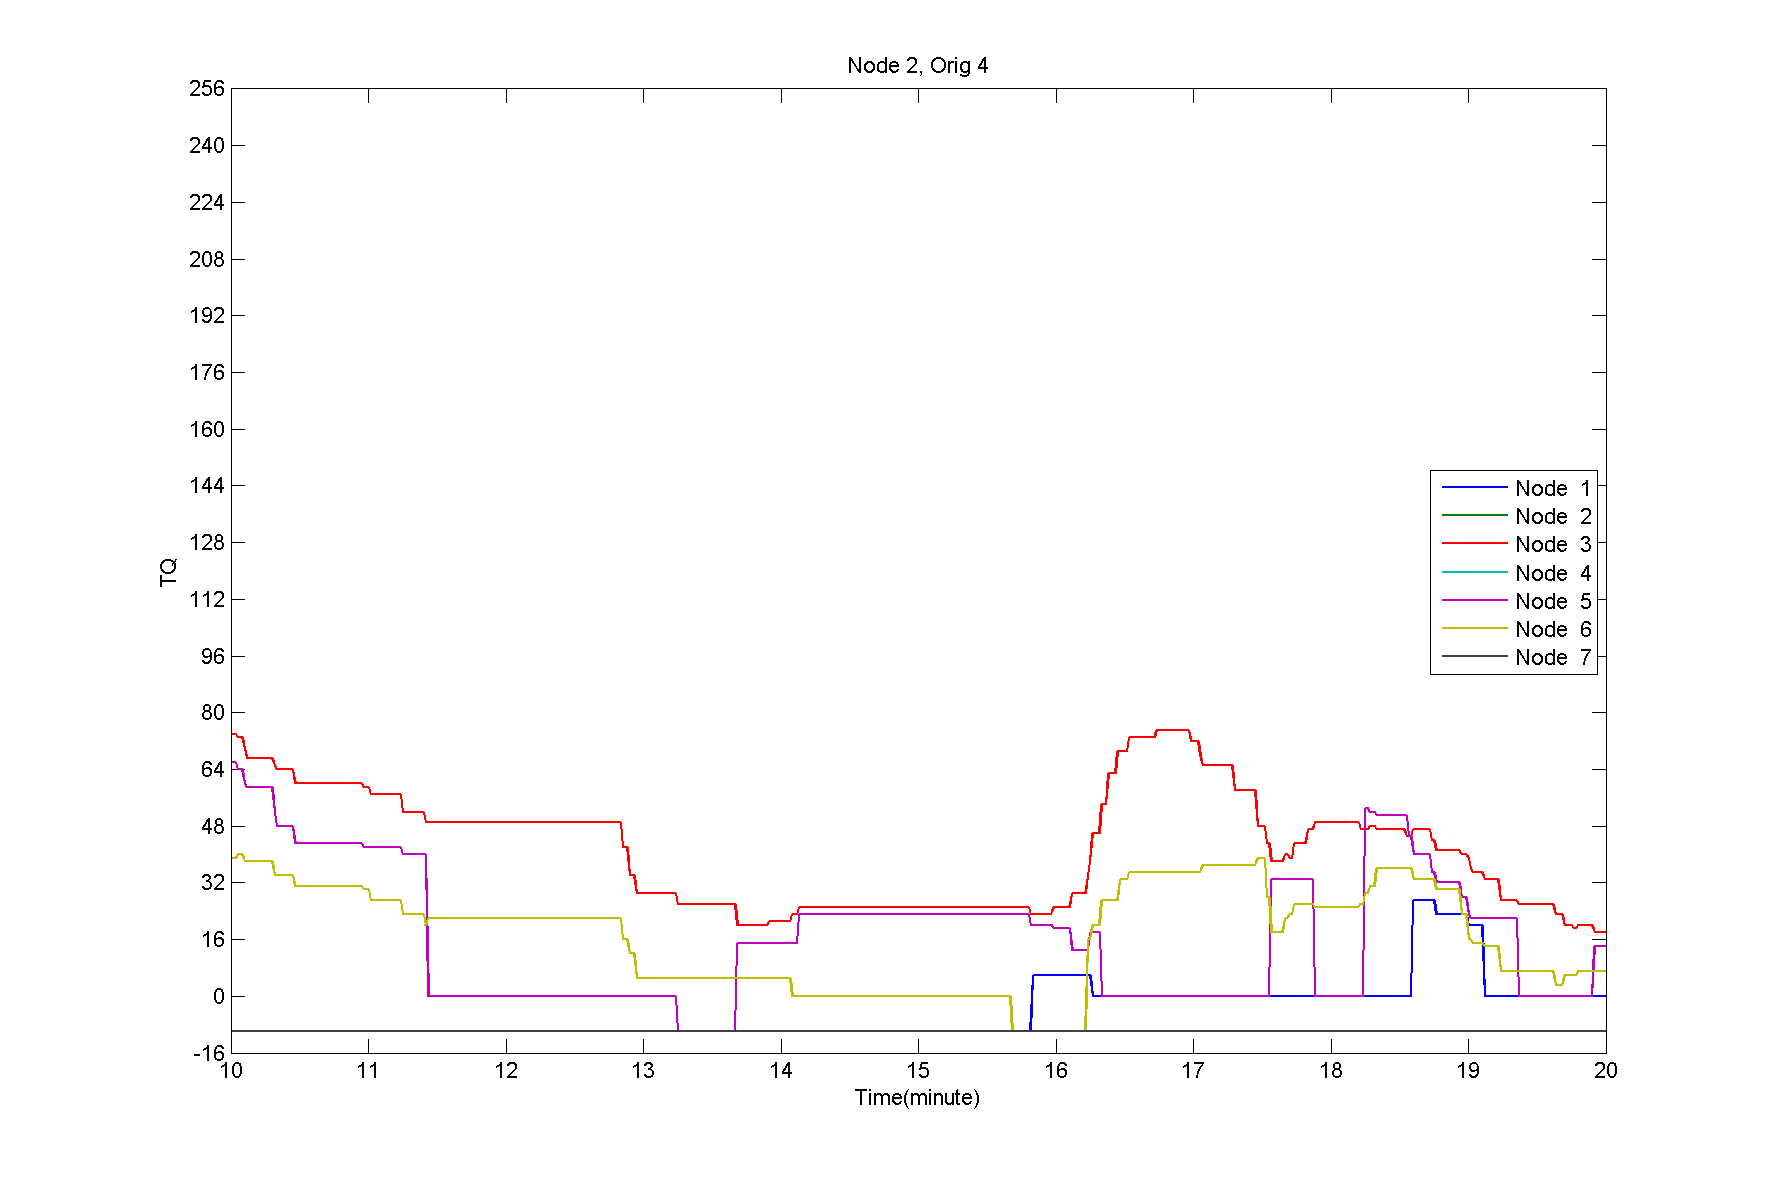 Node 2, Orig 4
256
240
224
208
192
176
160
144
128
112
96
80
64
48
32
16
0
-16
TQ
Node 1
Node 2
Node 3
Node 4
Node 5
Node 6
Node 7
10 11 12 13 14 15 16 17 18 19 20
Time(minute)